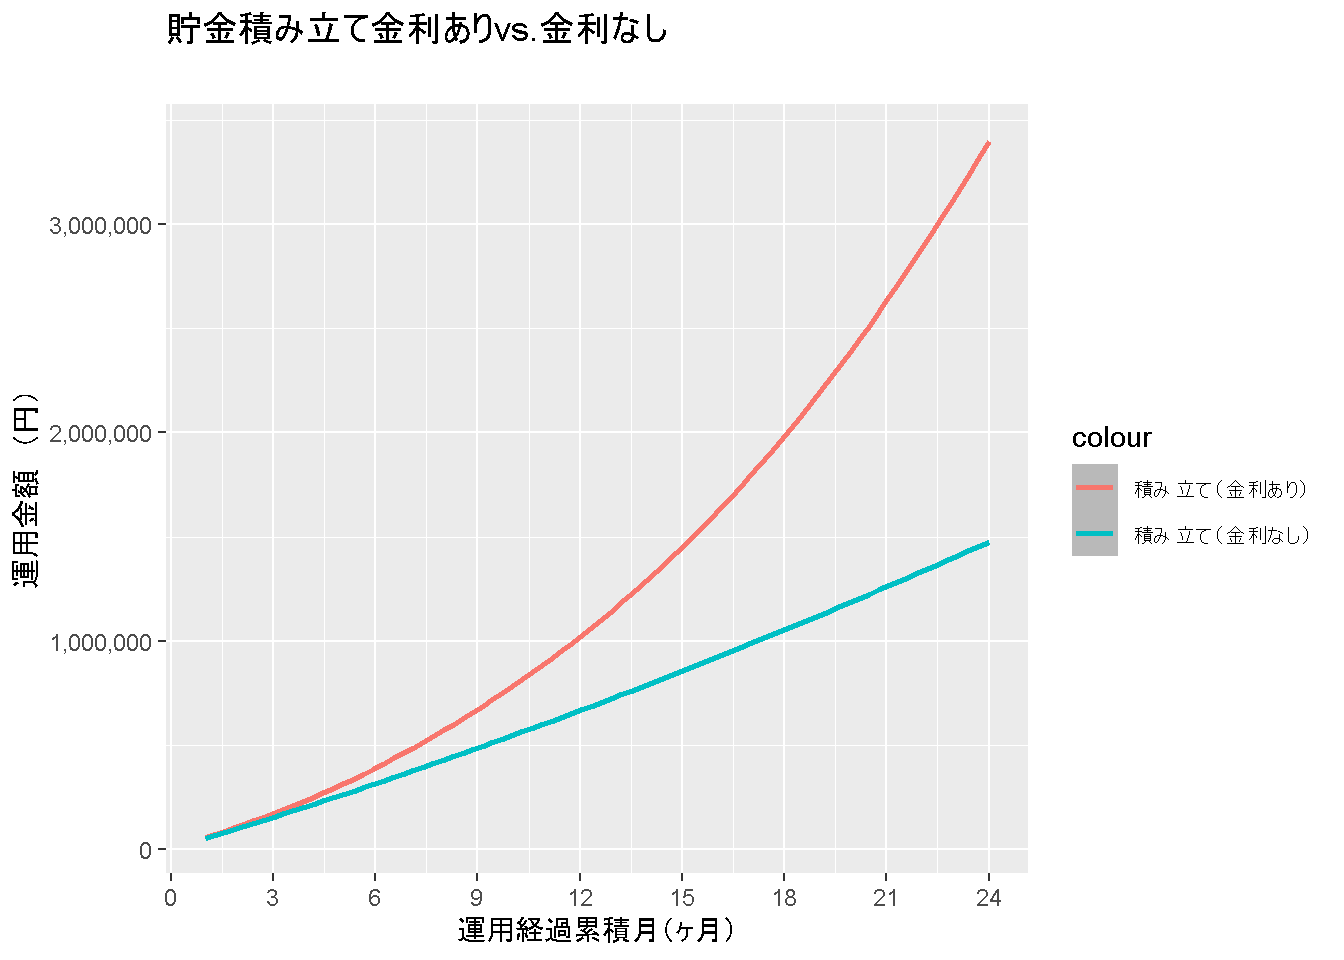 貯金積み立て金利ありvs.金利なし
運用金額 (円)
3,000,000
2,000,000
1,000,000
0
0 3 6 9 12 15 18 21 24
運用経過累積月(ヶ月)
colour
積み立て(金利あり)
積み立て(金利なし)